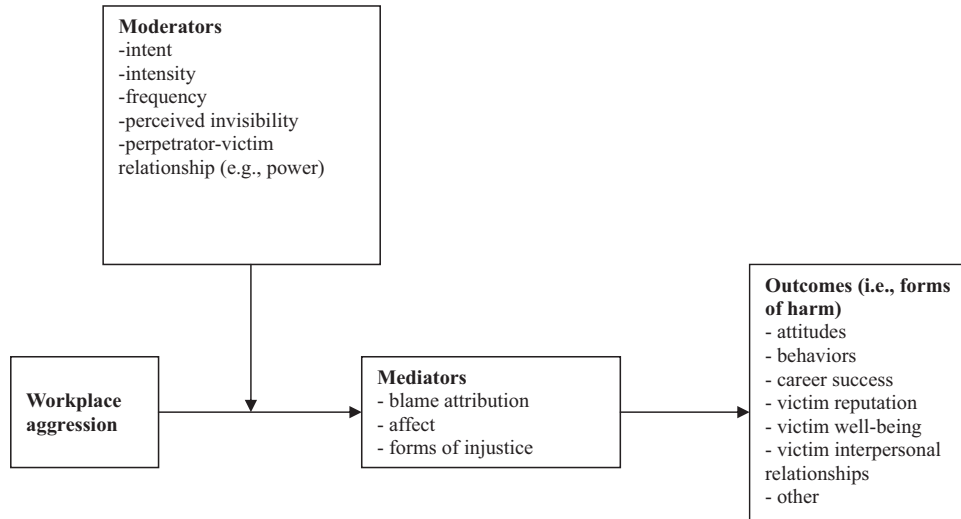 Moderators
-intent
-intensity
-frequency
-perceived invisibility
-perpetrator-victim
relationship (e.g., power)
Workplace
aggression
Mediators
- blame attribution
- affect
- forms of injustice
Outcomes (i.e., forms
of harm)
- attitudes
- behaviors
- career success
- victim reputation
- victim well-being
- victim interpersonal
relationships
- other